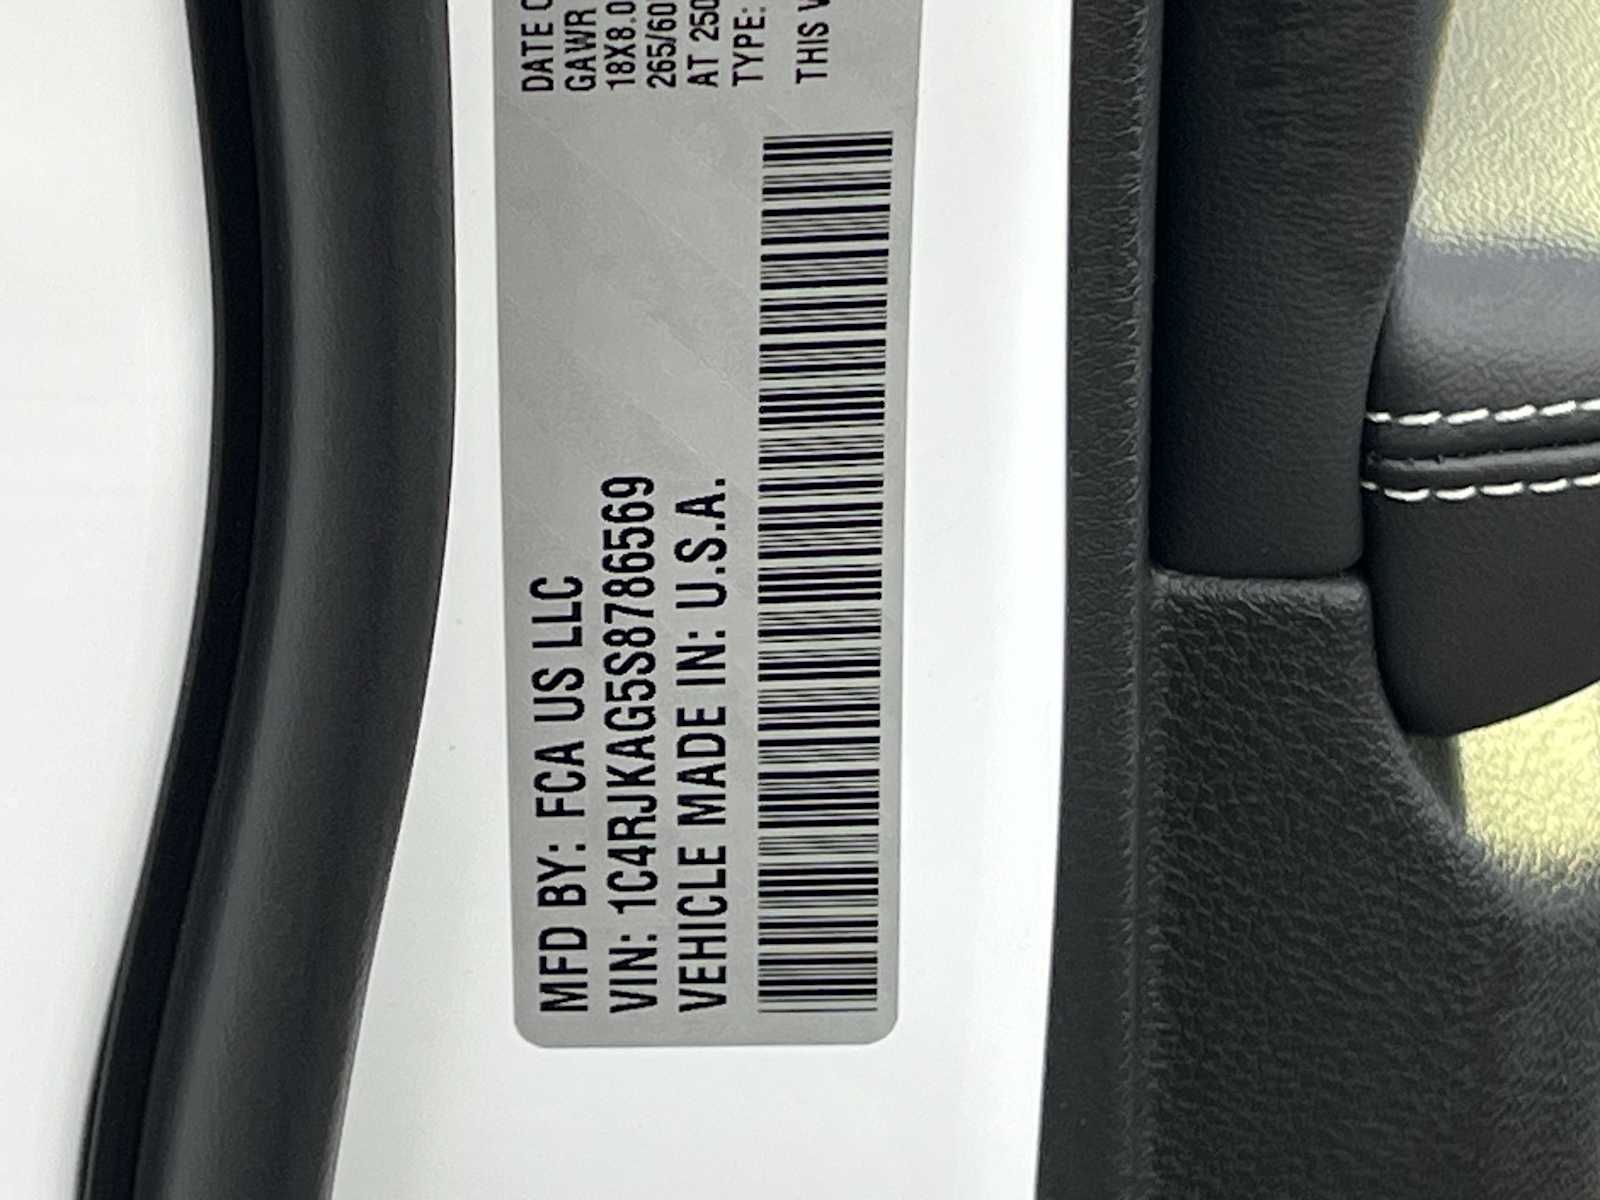 MFD BY: FCA US LLC
VIN: 1C4RJKAG5S8786569
VEHICLE MADE IN: U.S.A.
DATE O
GAWR
18X8.0
265/60
AT 250
TYPE:
THIS V